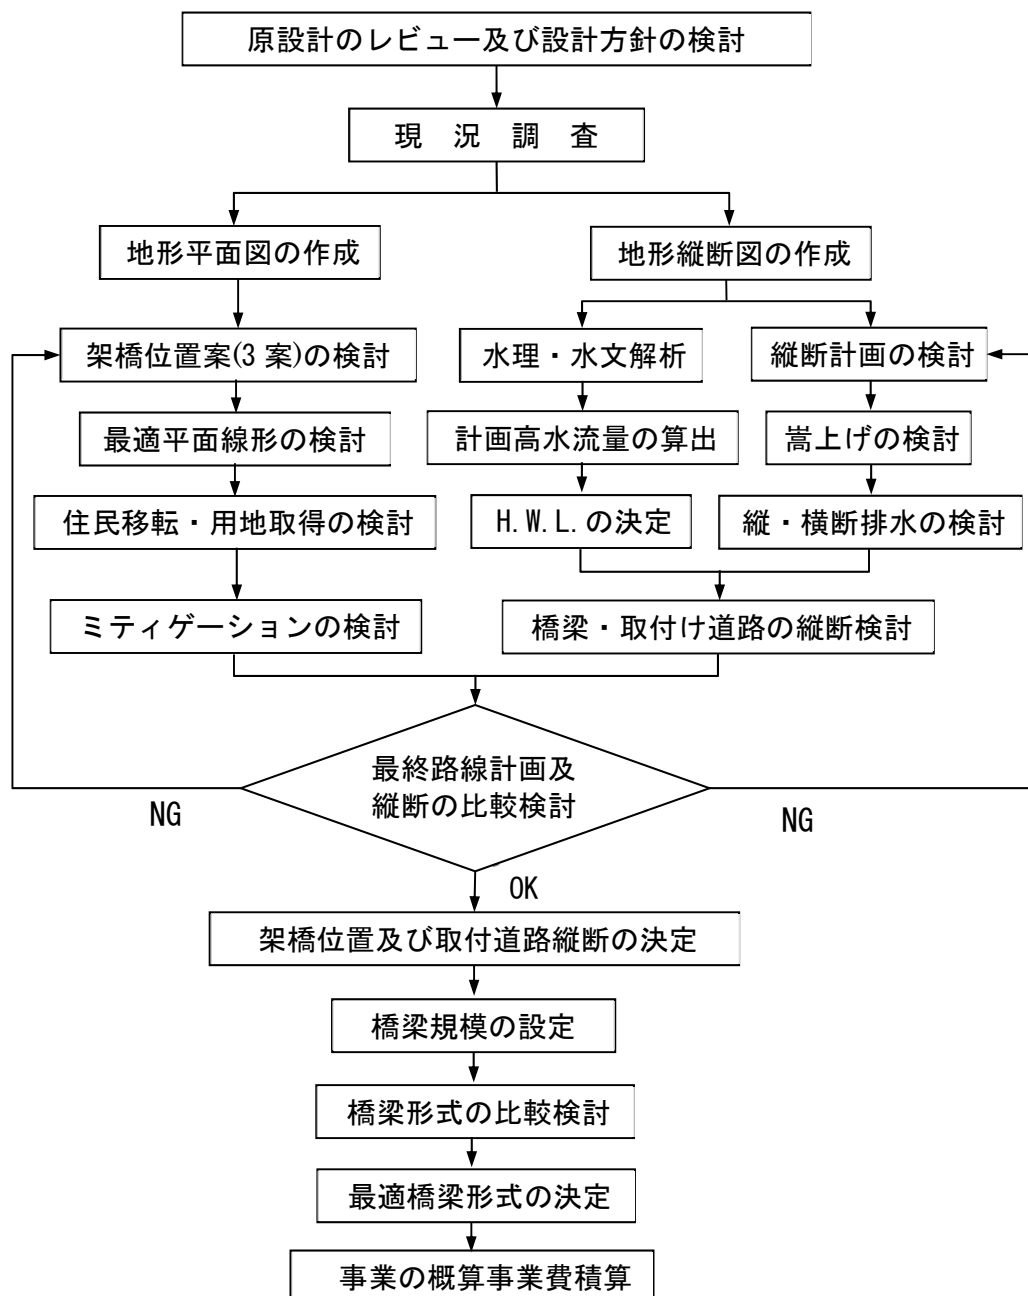 原設計のレビュー及び設計方針の検討
現 況 調 査
地形平面図の作成
地形縦断図の作成
架橋位置案(3 案)の検討
水理・水文解析
縦断計画の検討
最適平面線形の検討
計画高水流量の算出
嵩上げの検討
住民移転・用地取得の検討
H.W.L.の決定
縦・横断排水の検討
ミティゲーションの検討
橋梁・取付け道路の縦断検討
最終路線計画及
縦断の比較検討
NG
NG
OK
架橋位置及び取付道路縦断の決定
橋梁規模の設定
橋梁形式の比較検討
最適橋梁形式の決定
事業の概算事業費積算